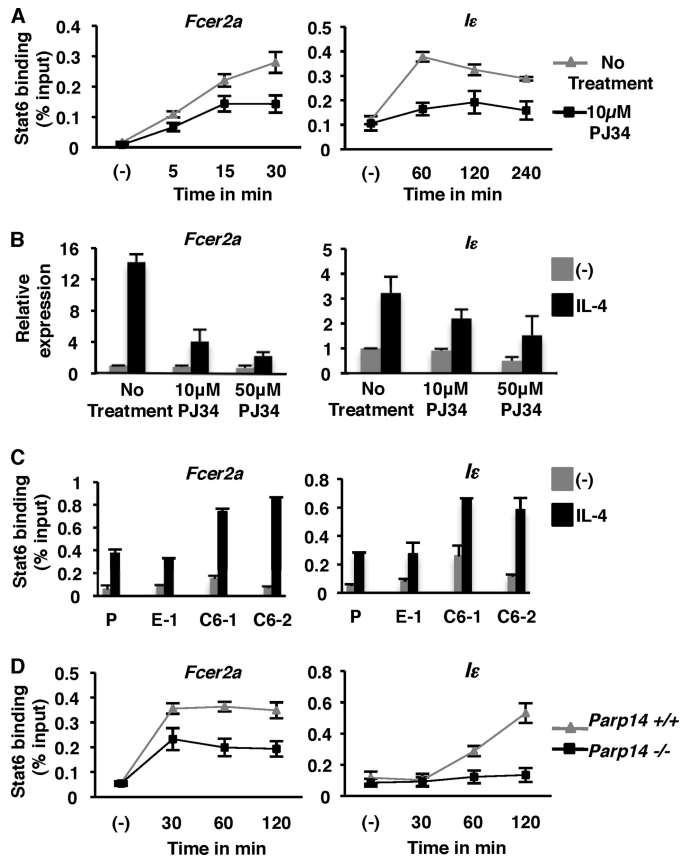 A
Fcer2a
Iε
Stat6 binding
(% input)
0.4
0.3
0.2
0.1
0
(-)
5
15
30
Time in min
0.5
0.4
0.3
0.2
0.1
0
(-)
60
120
240
Time in min
No
Treatment
10µM
PJ34
B
Fcer2a
Iε
Relative
expression
16
12
8
4
0
No
Treatment
10µM
PJ34
50µM
PJ34
5
4
3
2
1
0
No
Treatment
10µM
PJ34
50µM
PJ34
(-)
IL-4
C
Fcer2a
Iε
Stat6 binding
(% input)
1
0.8
0.6
0.4
0.2
0
P
E-1
C6-1
C6-2
0.8
0.6
0.4
0.2
0
P
E-1
C6-1
C6-2
(-)
IL-4
D
Fcer2a
Iε
Stat6 binding
(% input)
0.5
0.4
0.3
0.2
0.1
0
(-)
30
60
120
Time in min
0.8
0.6
0.4
0.2
0
(-)
30
60
120
Time in min
Parp14 +/+
Parp14 -/-